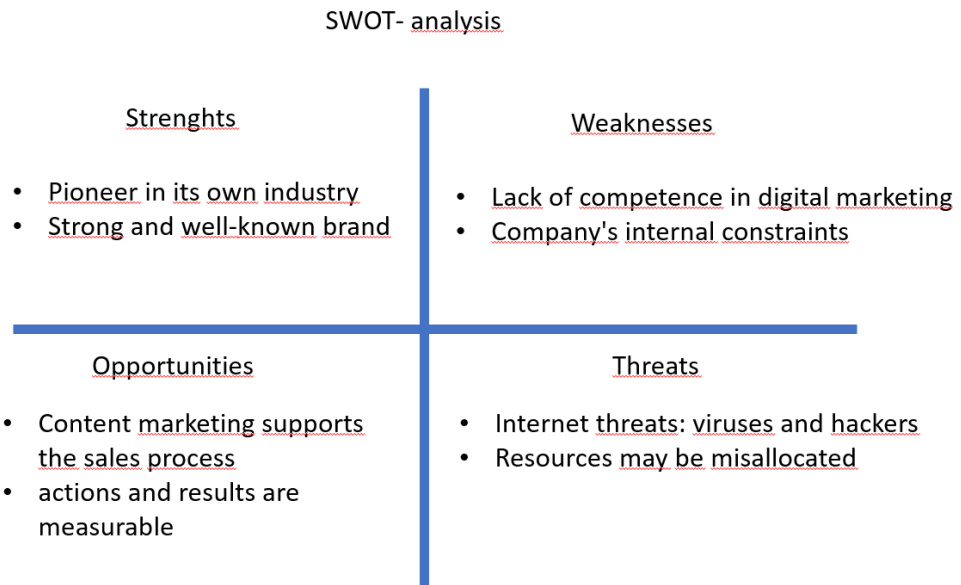 SWOT- analysis
Strenghts
• Pioneer in its own industry
• Strong and well-known brand
Weaknesses
• Lack of competence in digital marketing
• Company's internal constraints
Opportunities
• Content marketing supports
the sales process
• actions and results are
measurable
Threats
• Internet threats: viruses and hackers
• Resources may be misallocated